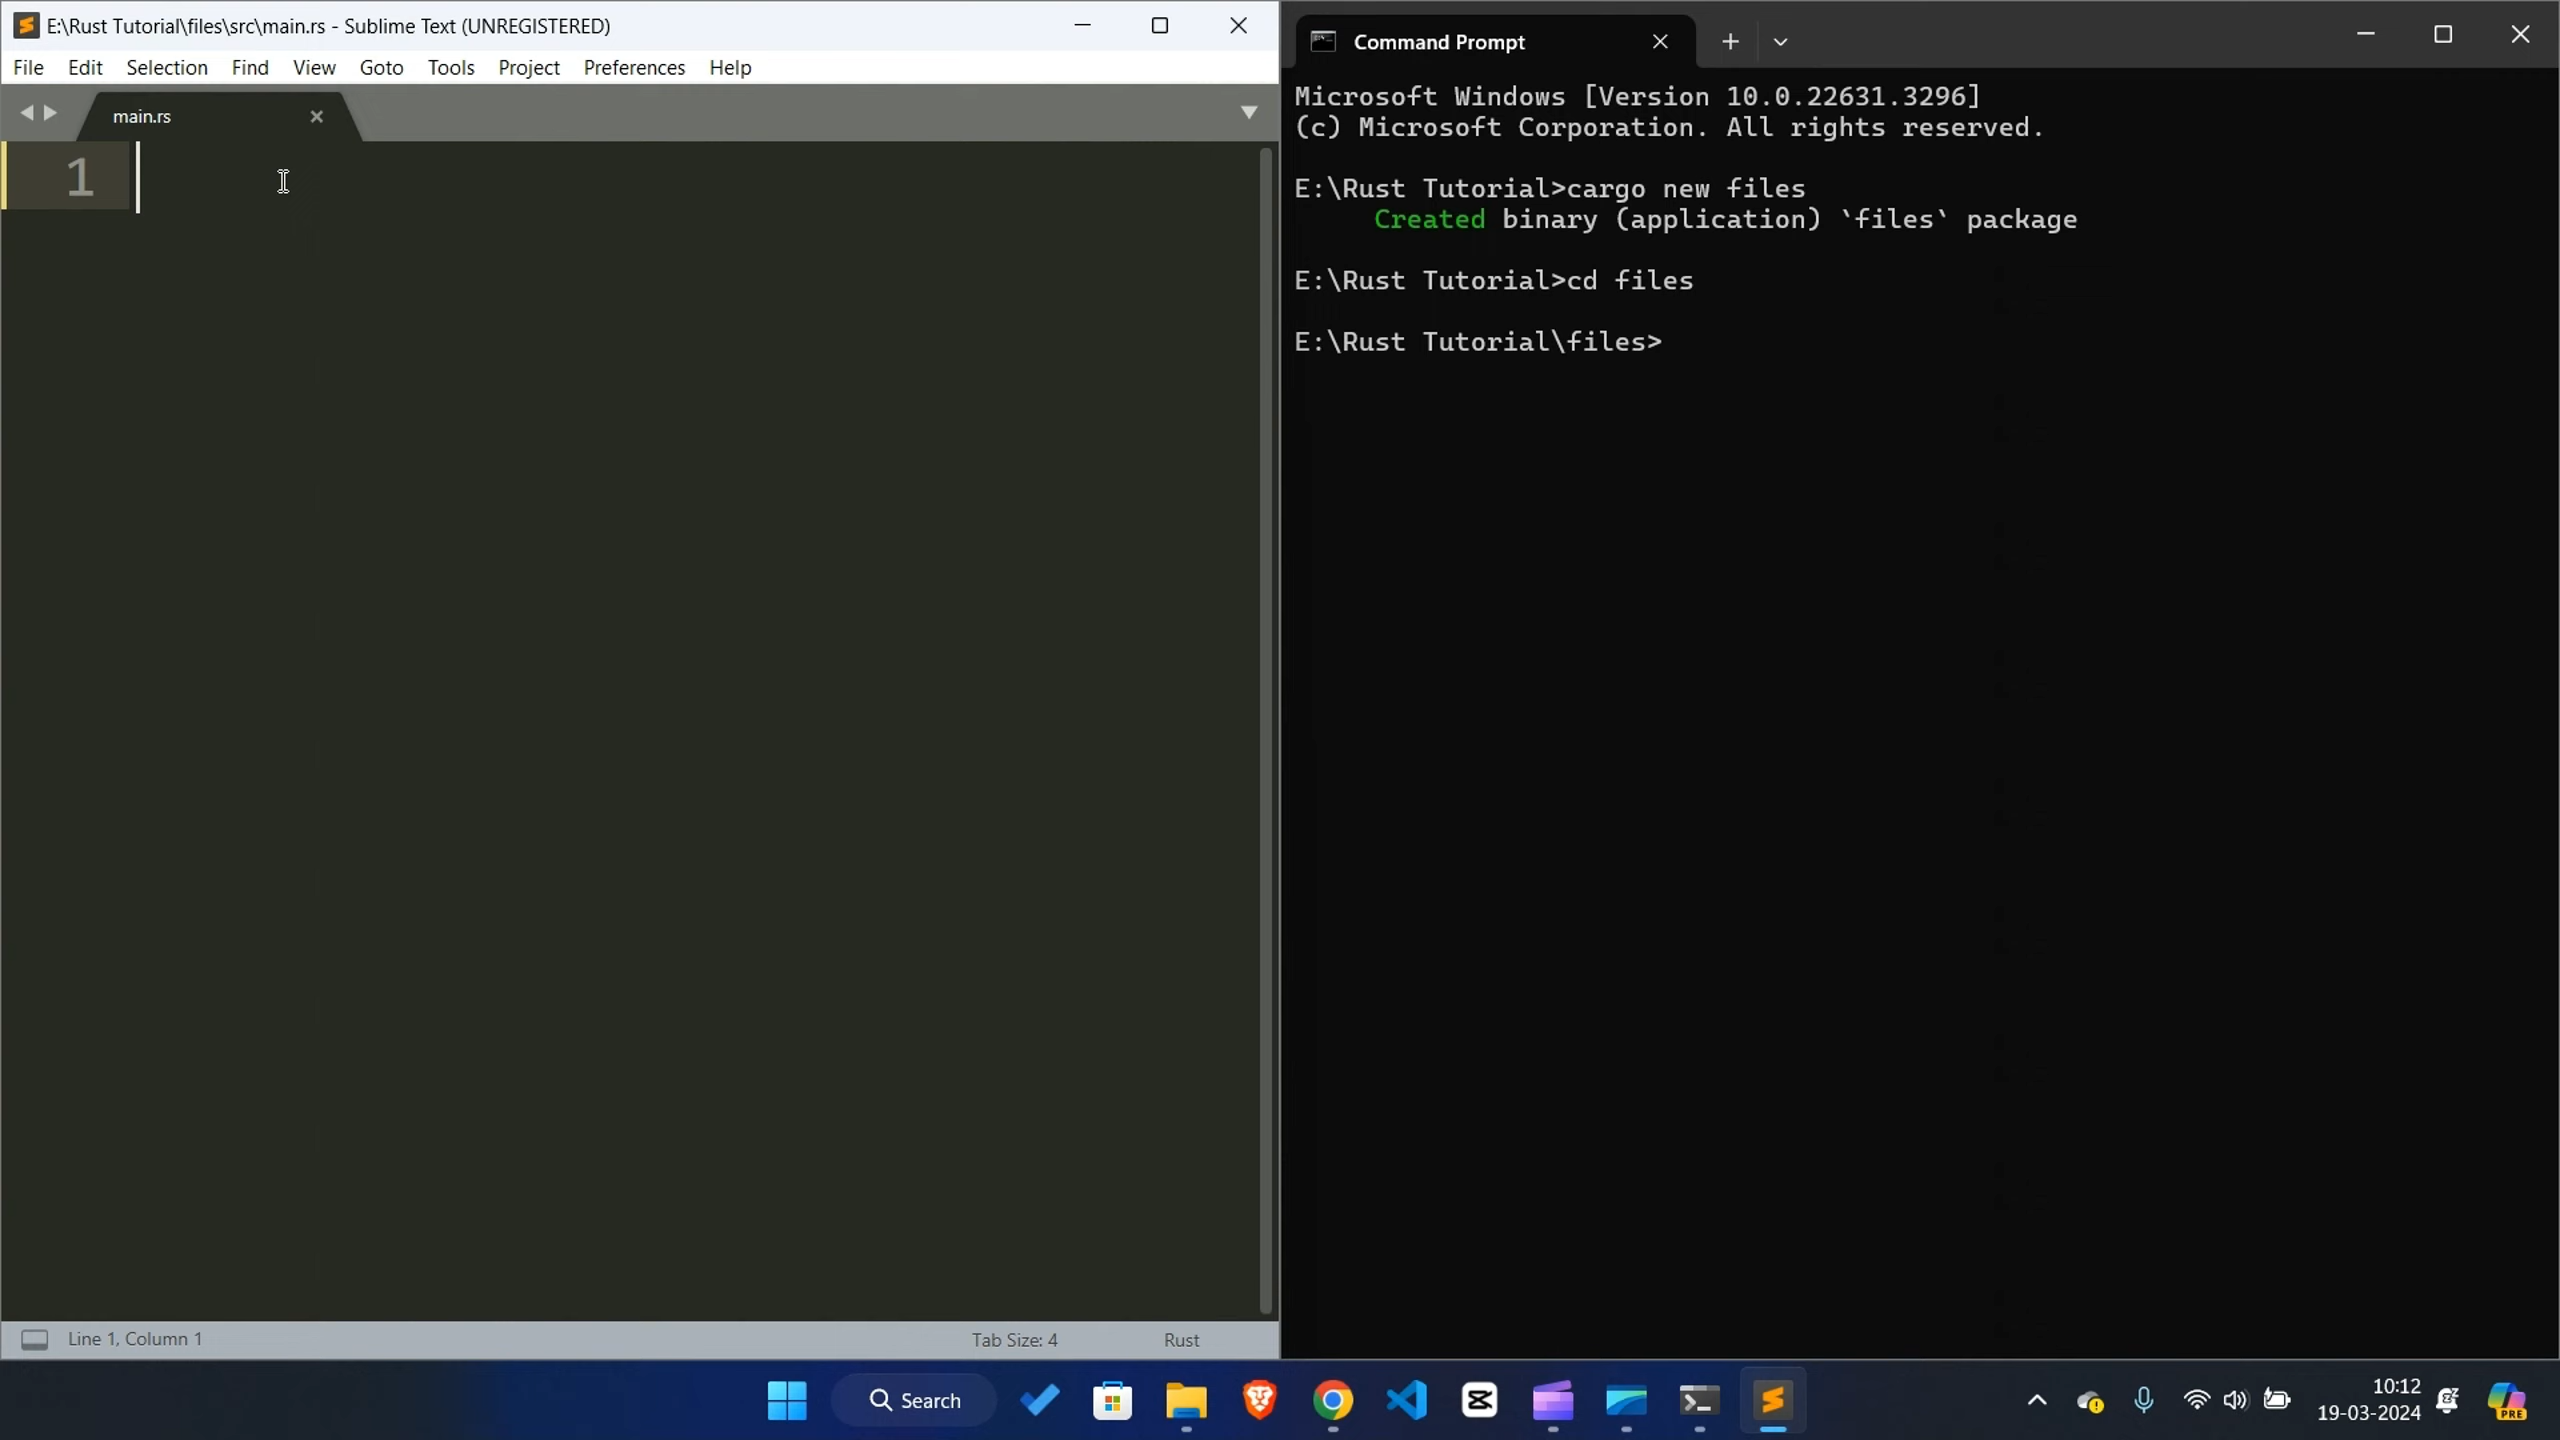 E:\Rust Tutorial\files\src\main.rs - Sublime Text (UNREGISTERED)
File Edit Selection Find View Goto Tools Project Preferences Help
main.rs
1
Line 1, Column 1
Tab Size: 4
Rust
Command Prompt
Microsoft Windows [Version 10.0.22631.3296]
(c) Microsoft Corporation. All rights reserved.
E:\Rust Tutorial>cargo new files
Created binary (application) `files` package
E:\Rust Tutorial>cd files
E:\Rust Tutorial\files>
Search
10:12
19-03-2024
PRE